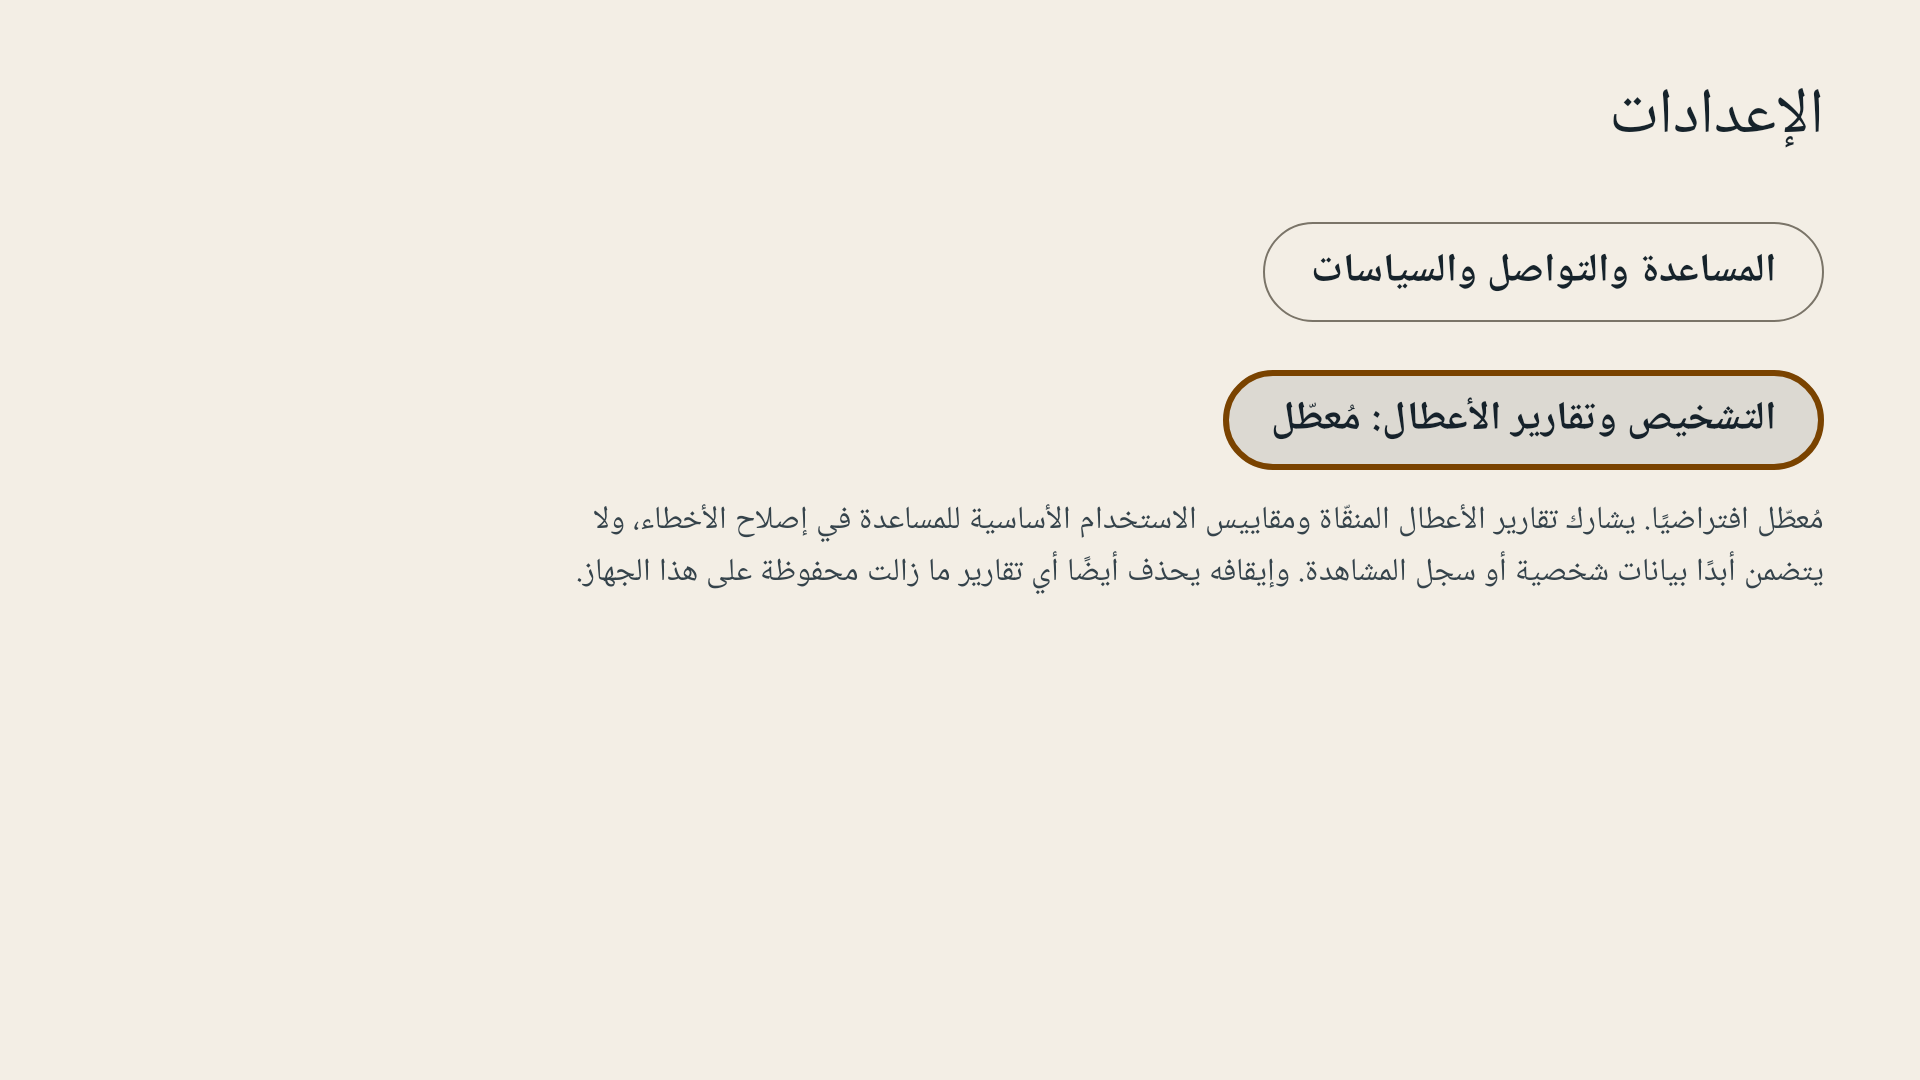 الإعدادات
المساعدة والتواصل والسياسات
التشخيص وتقارير الأعطال: مُعطّل
مُعطّل افتراضيًا. يشارك تقارير الأعطال المنقّاة ومقاييس الاستخدام الأساسية للمساعدة في إصلاح الأخطاء، ولا
يتضمن أبدًا بيانات شخصية أو سجل المشاهدة. وإيقافه يحذف أيضًا أي تقارير ما زالت محفوظة على هذا الجهاز.